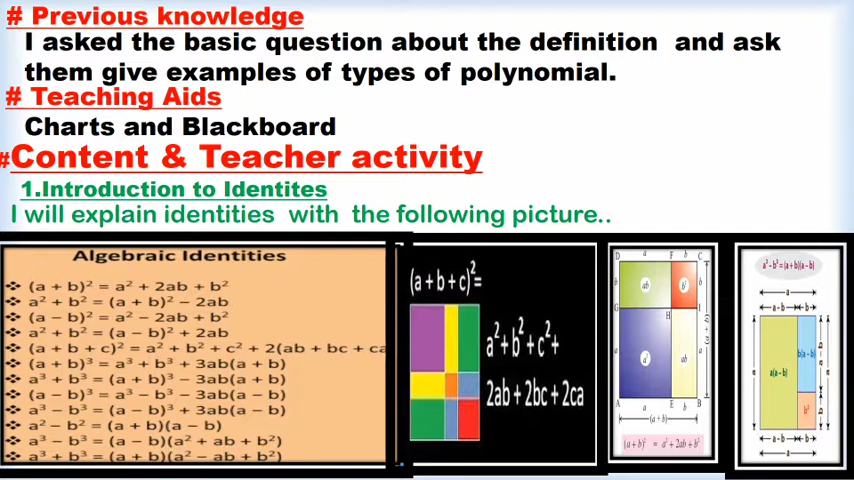 # Previous knowledge
I asked the basic question about the definition and ask
them give examples of types of polynomial.
# Teaching Aids
Charts and Blackboard
#Content & Teacher activity
1.Introduction to Identites
I will explain identities with the following picture..
Algebraic Identities
❖ (a + b)² = a² + 2ab + b²
❖ a² + b² = (a + b)² − 2ab
❖ (a − b)² = a² − 2ab + b²
❖ a² + b² = (a − b)² + 2ab
❖ (a + b + c)² = a² + b² + c² + 2(ab + bc + ca
❖ (a + b)³ = a³ + b³ + 3ab(a + b)
❖ a³ + b³ = (a + b)³ − 3ab(a + b)
❖ (a − b)³ = a³ − b³ − 3ab(a − b)
❖ a³ − b³ = (a − b)³ + 3ab(a − b)
❖ a² − b² = (a + b)(a − b)
❖ a³ − b³ = (a − b)(a² + ab + b²)
❖ a³ + b³ = (a + b)(a² − ab + b²)
(a+b+c)²=
a²+b²+c²+
2ab+2bc+2ca
D a F b C
b ab b² b
G H I
a a² ab a
(a + b)
A a E b B
(a + b)
(a + b)² = a² + 2ab + b²
a² − b² = (a + b)(a − b)
a
a − b b
a a(a − b) b(a − b) a − b a
b² b
a − b b
a